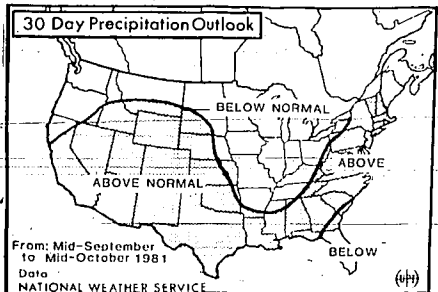 30 Day Precipitation Outlook
BELOW NORMAL
ABOVE
ABOVE NORMAL
BELOW
From: Mid-September
to Mid-October 1981
Data
NATIONAL WEATHER SERVICE
UPI